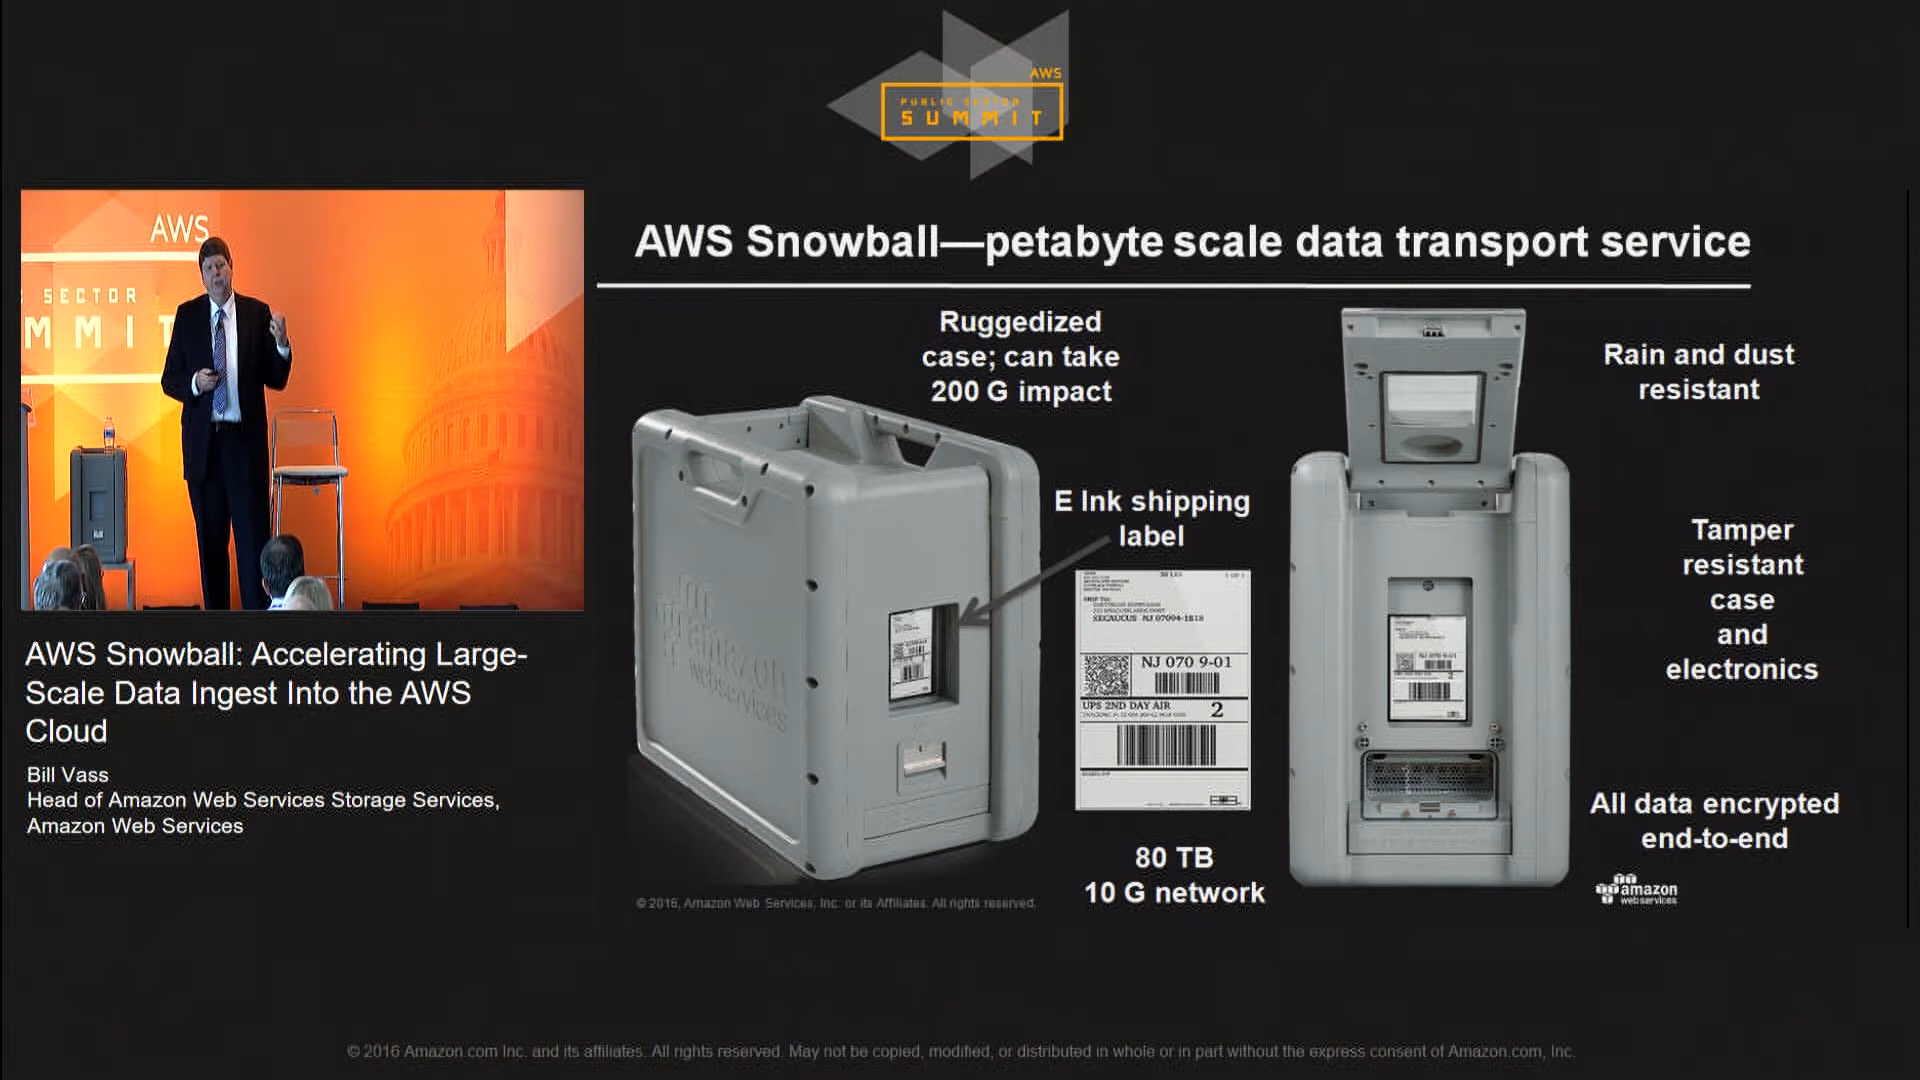 AWS
PUBLIC SECTOR
SUMMIT
AWS
SECTOR
MMIT
AWS Snowball: Accelerating Large-
Scale Data Ingest Into the AWS
Cloud
Bill Vass
Head of Amazon Web Services Storage Services,
Amazon Web Services
AWS Snowball—petabyte scale data transport service
Ruggedized
case; can take
200 G impact
Rain and dust
resistant
E Ink shipping
label
Tamper
resistant
case
and
electronics
amazon
webservices
SHIP TO:
SECAUCUS NJ 07094-1818
NJ 070 9-01
UPS 2ND DAY AIR
2
80 TB
10 G network
All data encrypted
end-to-end
amazon
webservices
© 2016, Amazon Web Services, Inc. or its Affiliates. All rights reserved.
© 2016 Amazon.com Inc. and its affiliates. All rights reserved. May not be copied, modified, or distributed in whole or in part without the express consent of Amazon.com, Inc.